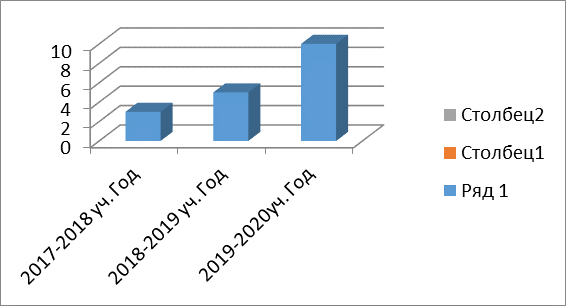 10
8
6
4
2
0
2017-2018 уч. Год
2018-2019 уч. Год
2019-2020уч. Год
Столбец2
Столбец1
Ряд 1